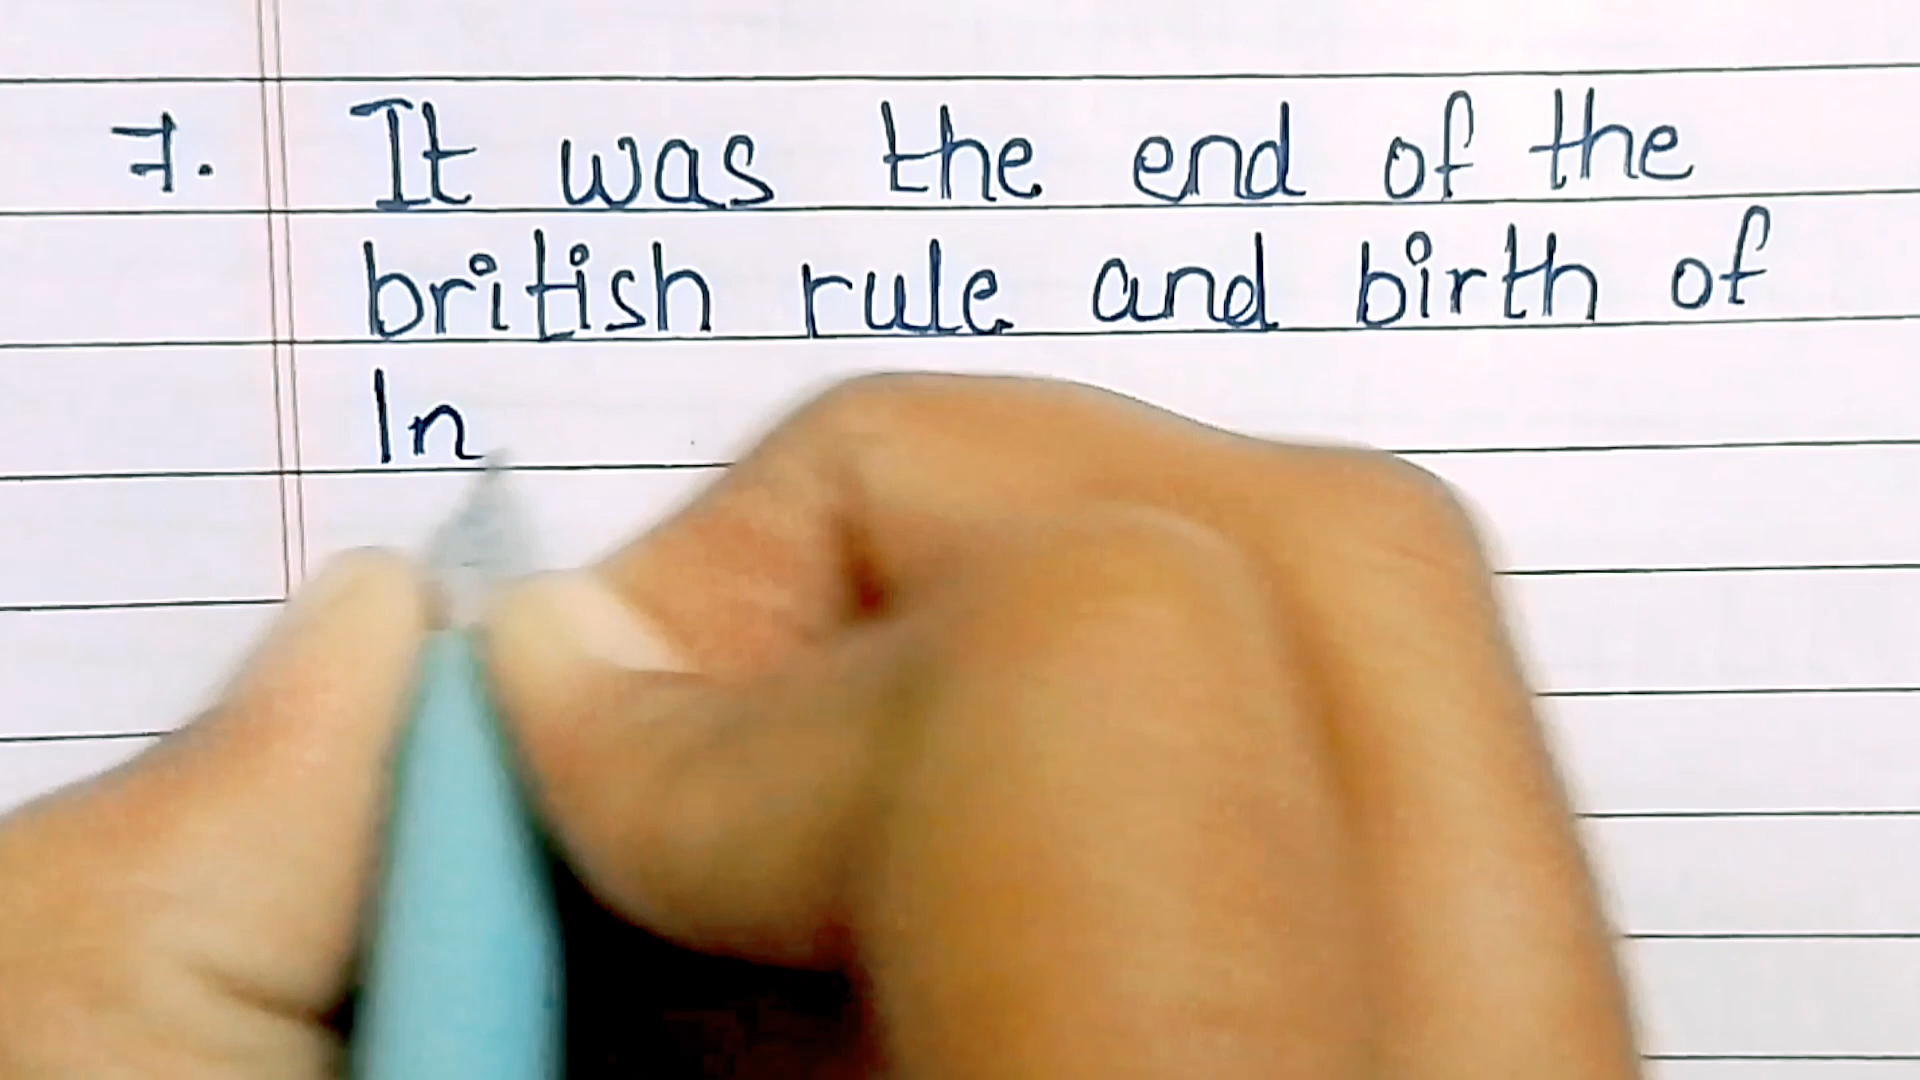 7. It was the end of the
british rule and birth of
In